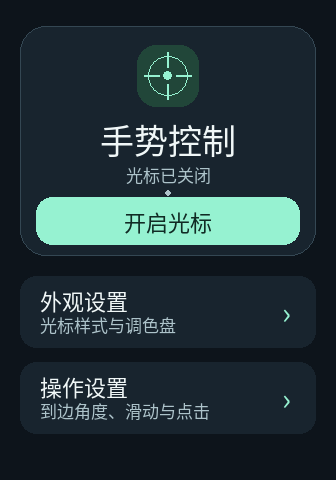 手势控制
光标已关闭
开启光标
外观设置
光标样式与调色盘
操作设置
到边角度、滑动与点击